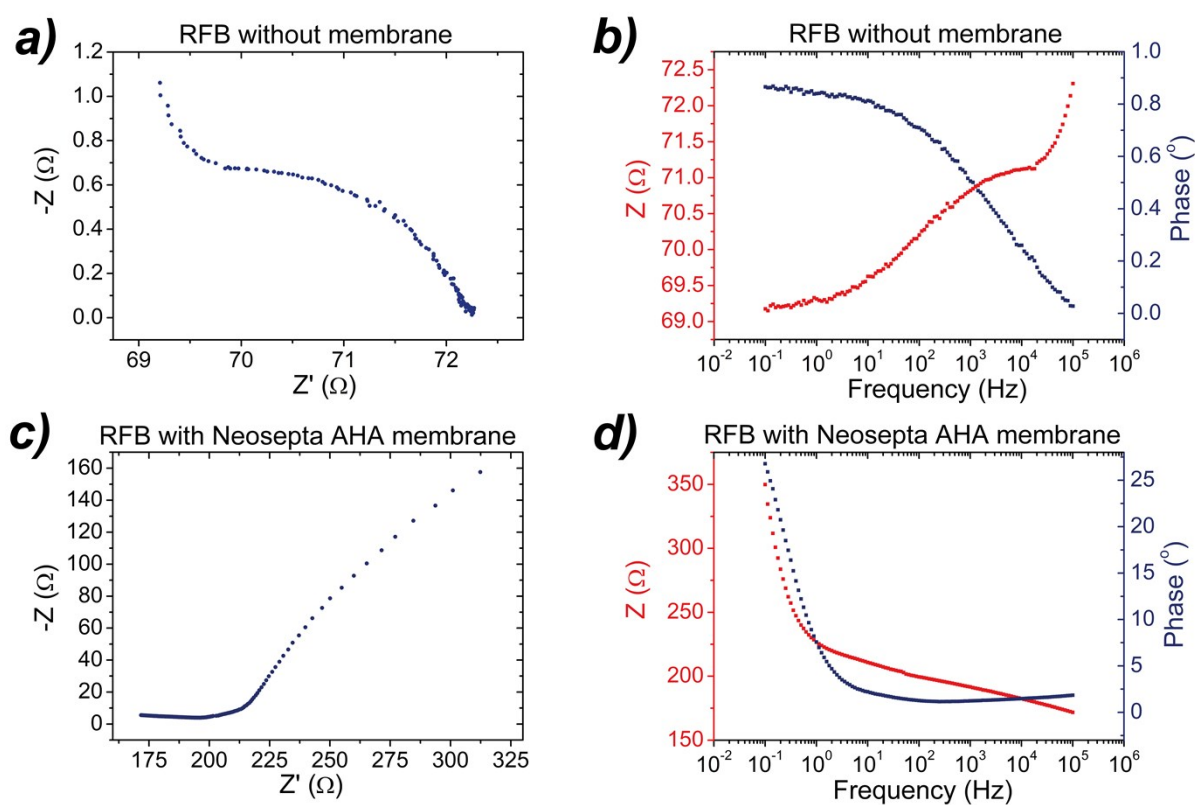 a)
RFB without membrane
1.2
1.0
0.8
0.6
0.4
0.2
0.0
-Z (Ω)
69 70 71 72
Z' (Ω)
b)
RFB without membrane
72.5
72.0
71.5
71.0
70.5
70.0
69.5
69.0
Z (Ω)
1.0
0.8
0.6
0.4
0.2
0.0
Phase (°)
10⁻² 10⁻¹ 10⁰ 10¹ 10² 10³ 10⁴ 10⁵ 10⁶
Frequency (Hz)
c)
RFB with Neosepta AHA membrane
160
140
120
100
80
60
40
20
0
-Z (Ω)
175 200 225 250 275 300 325
Z' (Ω)
d)
RFB with Neosepta AHA membrane
350
300
250
200
150
Z (Ω)
25
20
15
10
5
0
Phase (°)
10⁻² 10⁻¹ 10⁰ 10¹ 10² 10³ 10⁴ 10⁵ 10⁶
Frequency (Hz)